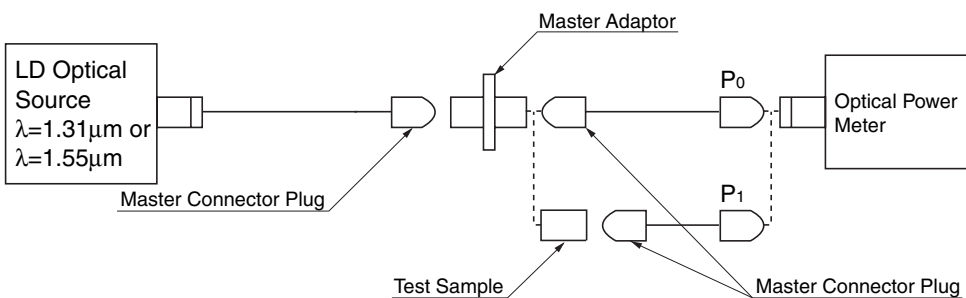 Master Adaptor
LD Optical
Source
λ=1.31μm or
λ=1.55μm
P0
Optical Power
Meter
Master Connector Plug
P1
Test Sample
Master Connector Plug